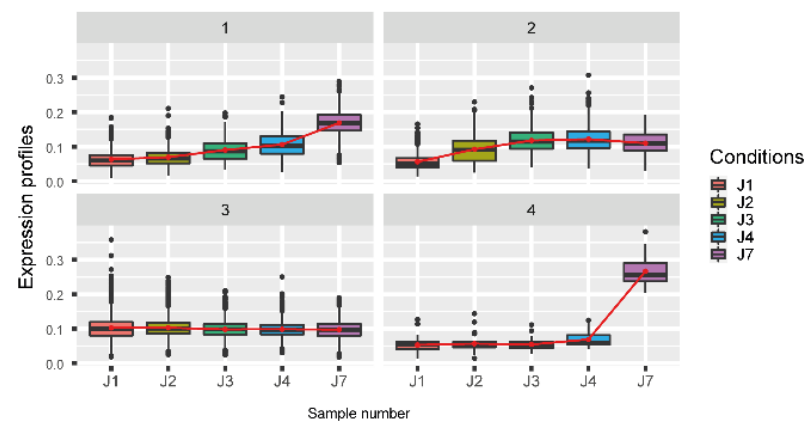 1
2
0.3
0.2
0.1
0.0
3
4
0.3
0.2
0.1
0.0
J1
J2
J3
J4
J7
J1
J2
J3
J4
J7
Expression profiles
Sample number
Conditions
J1
J2
J3
J4
J7